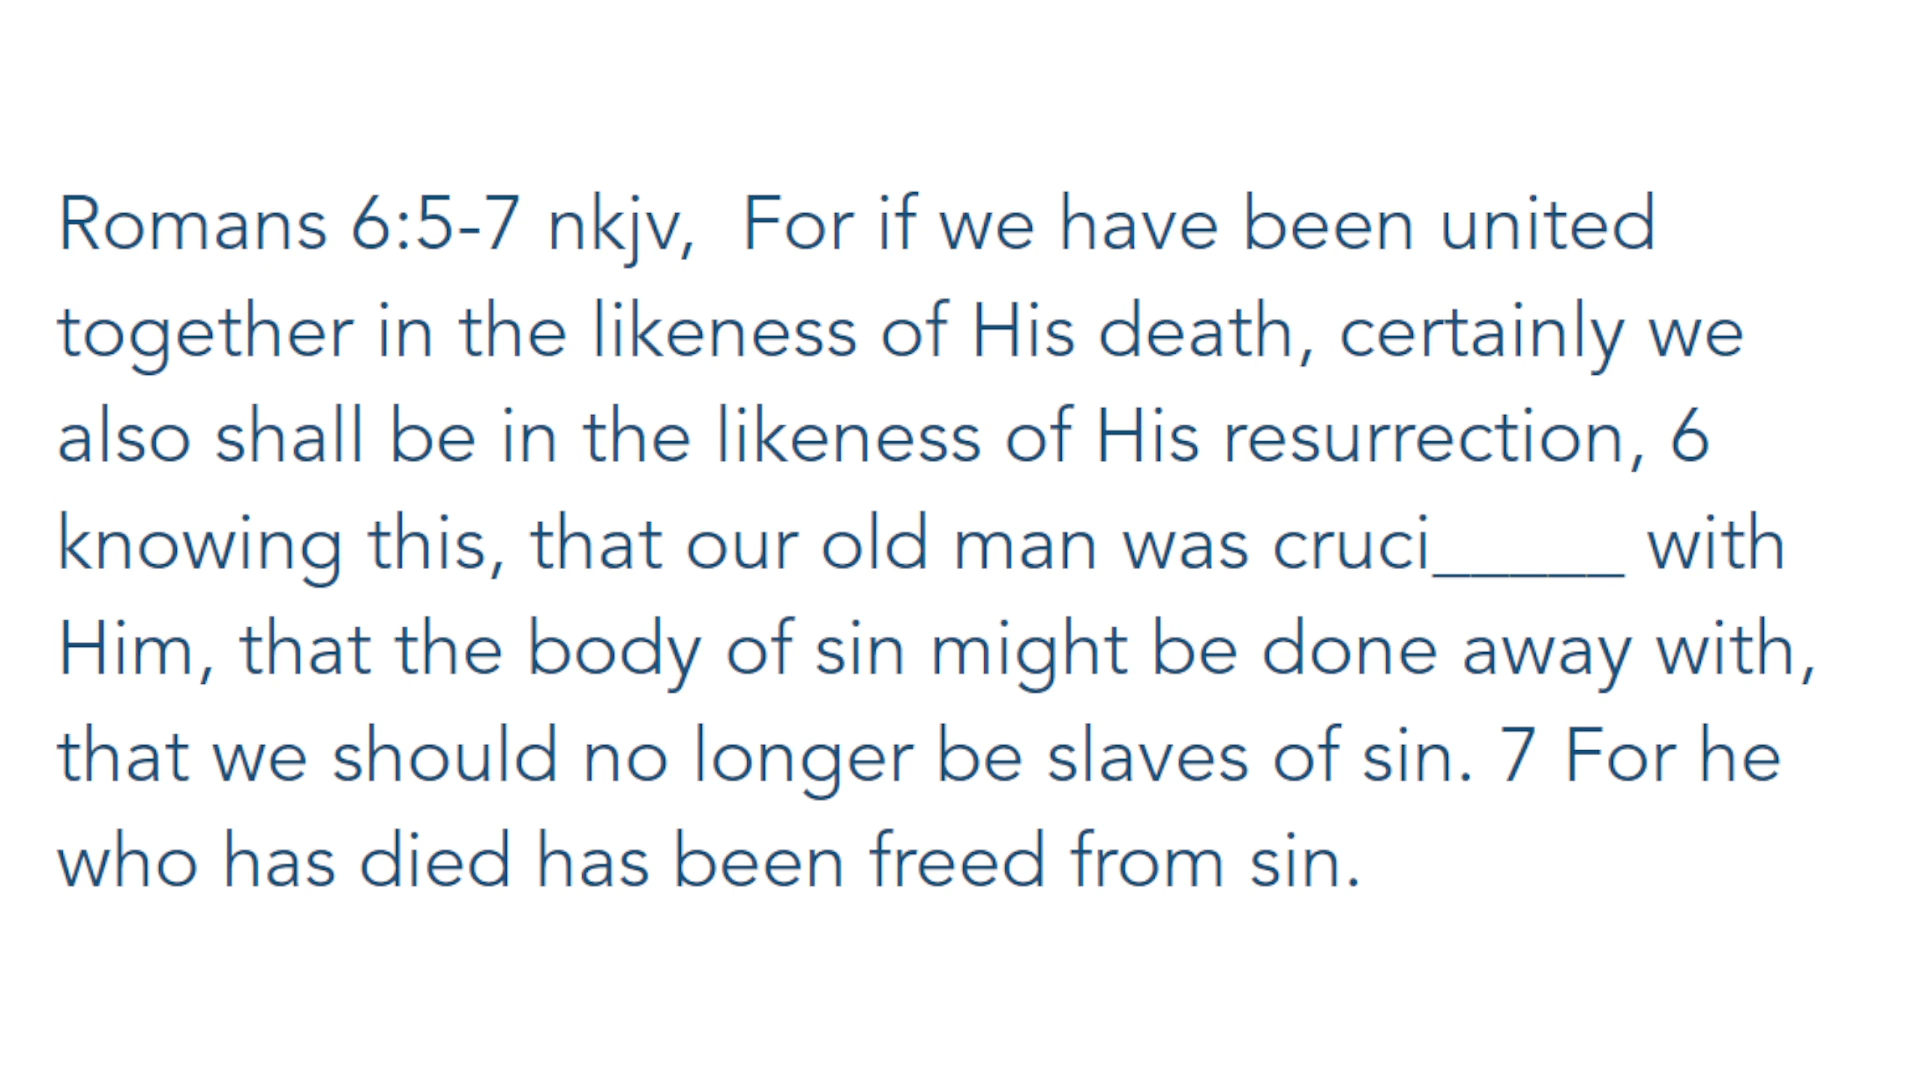 Romans 6:5-7 nkjv,  For if we have been united
together in the likeness of His death, certainly we
also shall be in the likeness of His resurrection, 6
knowing this, that our old man was cruci_____ with
Him, that the body of sin might be done away with,
that we should no longer be slaves of sin. 7 For he
who has died has been freed from sin.